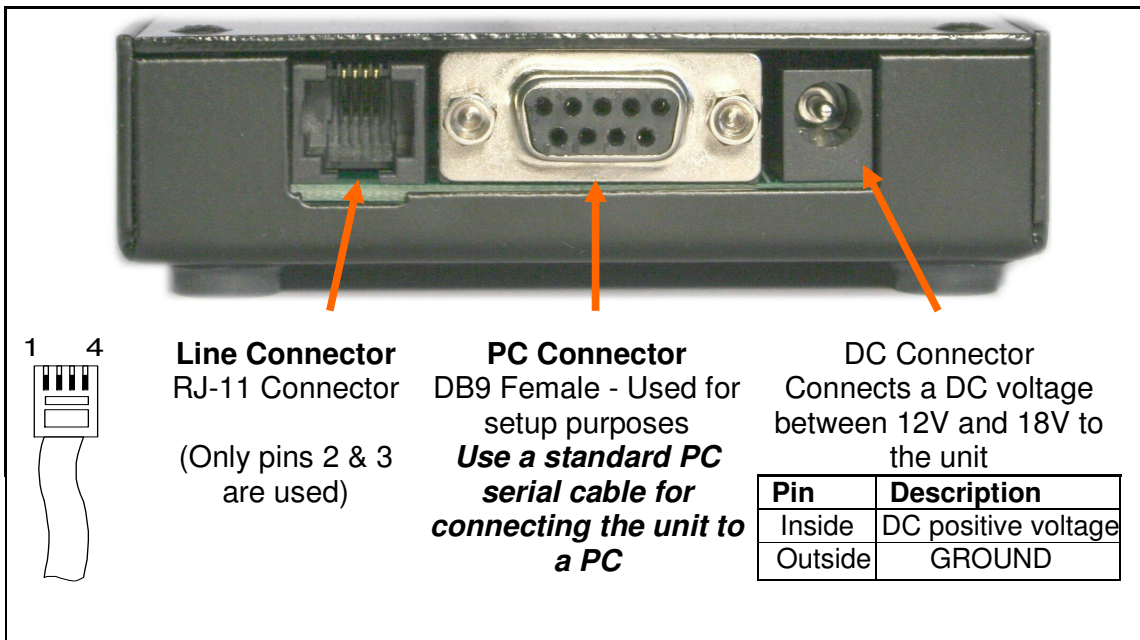 1 4
Line Connector
RJ-11 Connector
(Only pins 2 & 3
are used)
PC Connector
DB9 Female - Used for
setup purposes
Use a standard PC
serial cable for
connecting the unit to
a PC
DC Connector
Connects a DC voltage
between 12V and 18V to
the unit
Pin Description
Inside DC positive voltage
Outside GROUND